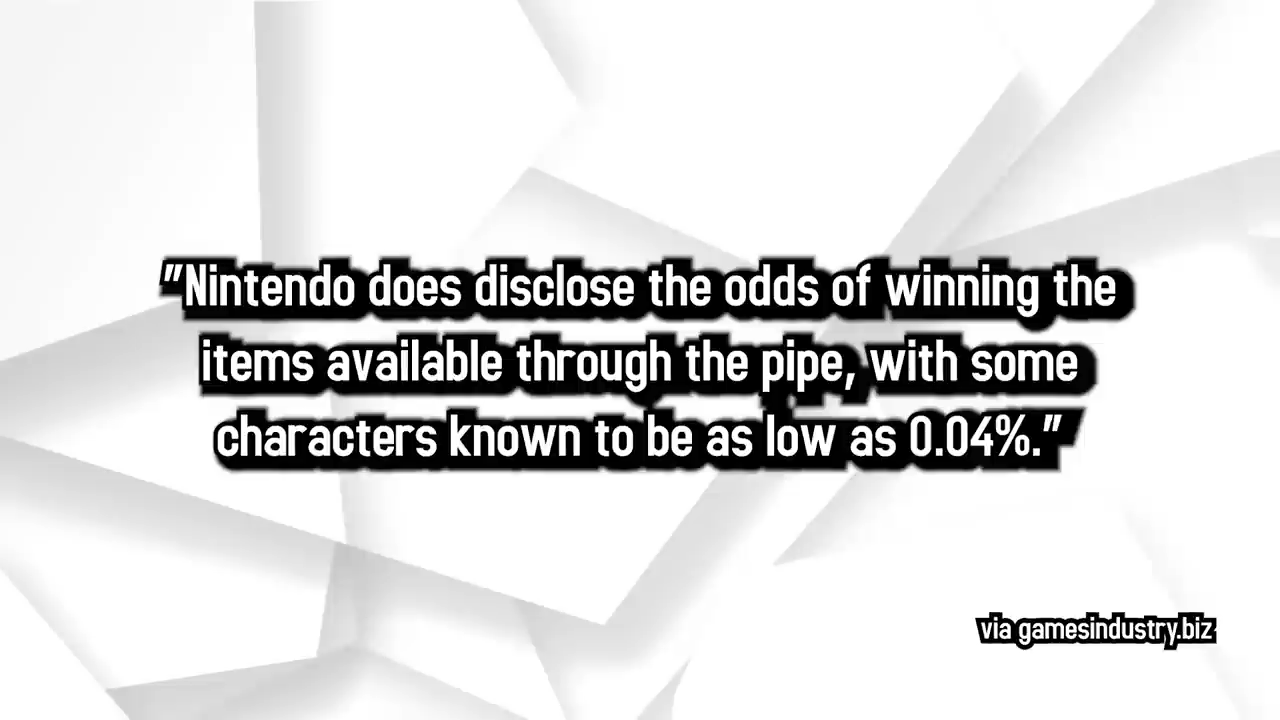 "Nintendo does disclose the odds of winning the
items available through the pipe, with some
characters known to be as low as 0.04%."
via gamesindustry.biz